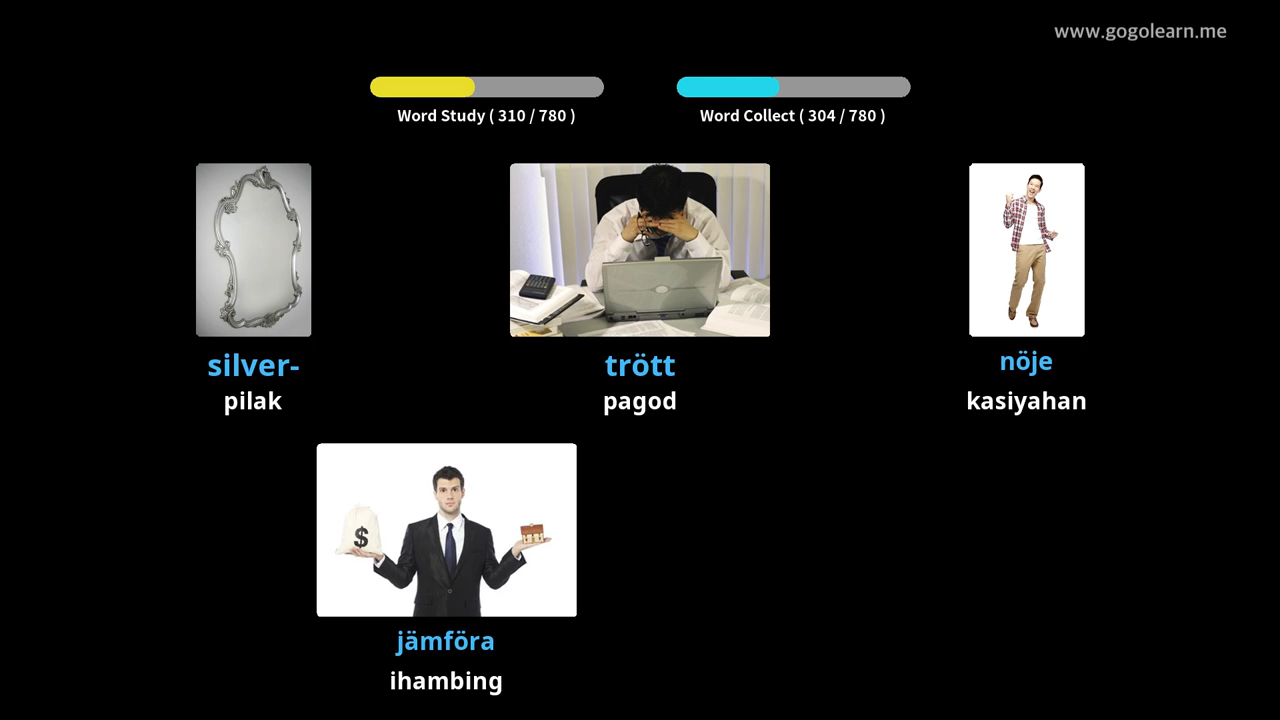 www.gogolearn.me
Word Study ( 310 / 780 )
Word Collect ( 304 / 780 )
silver-
pilak
trött
pagod
nöje
kasiyahan
$
jämföra
ihambing